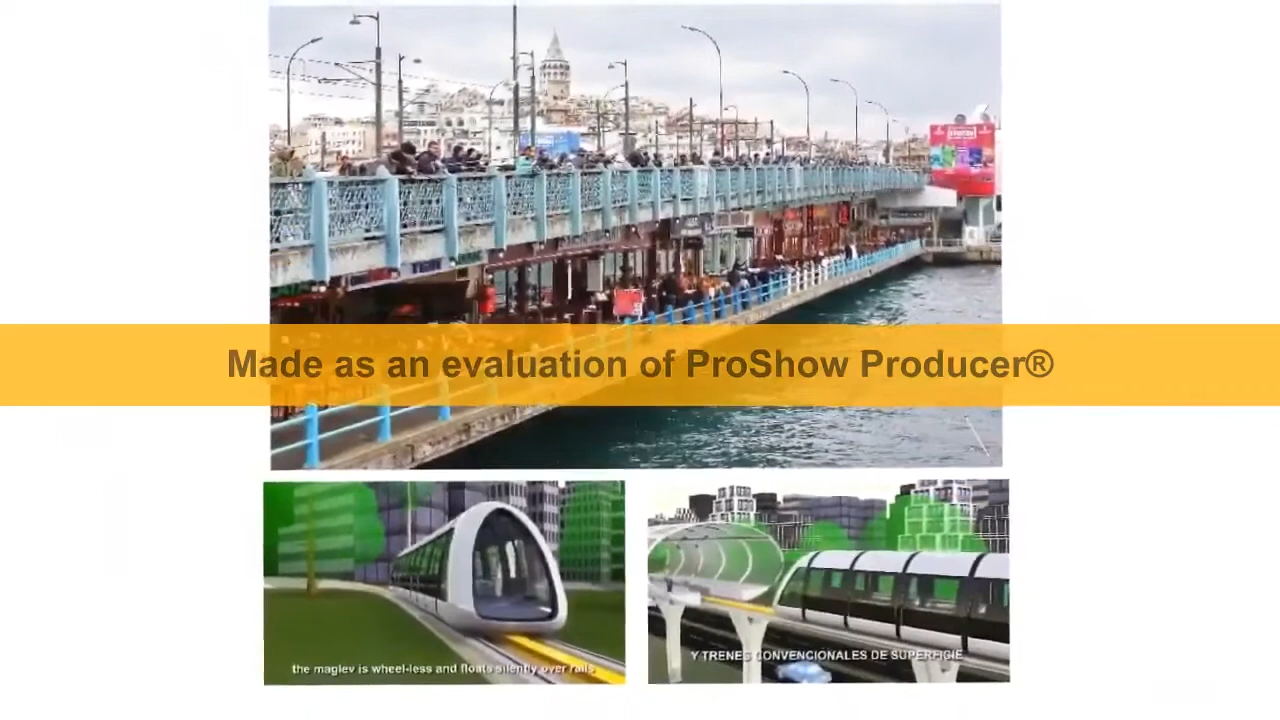 Made as an evaluation of ProShow Producer®
the maglev is wheel-less and floats silently over rails
Y TRENES CONVENCIONALES DE SUPERFICIE